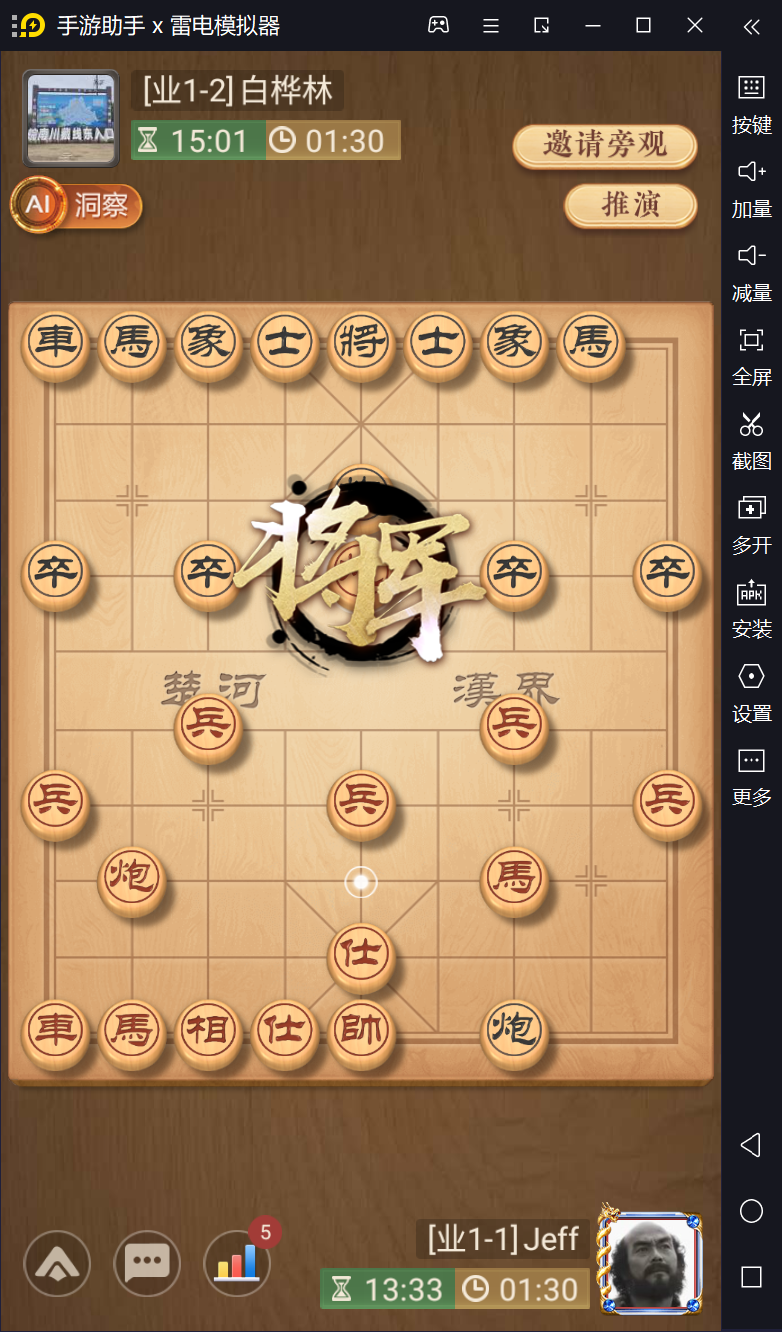 手游助手 x 雷电模拟器
[业1-2] 白桦林
15:01 01:30
邀请旁观
AI 洞察
推演
按键
加量
减量
全屏
截图
多开
APK
安装
设置
更多
車 馬 象 士 將 士 象 馬
卒 卒 卒 卒
将军
楚河 漢界
兵 兵
兵 兵 兵
炮 馬
仕
車 馬 相 仕 帥 炮
5
[业1-1] Jeff
13:33 01:30